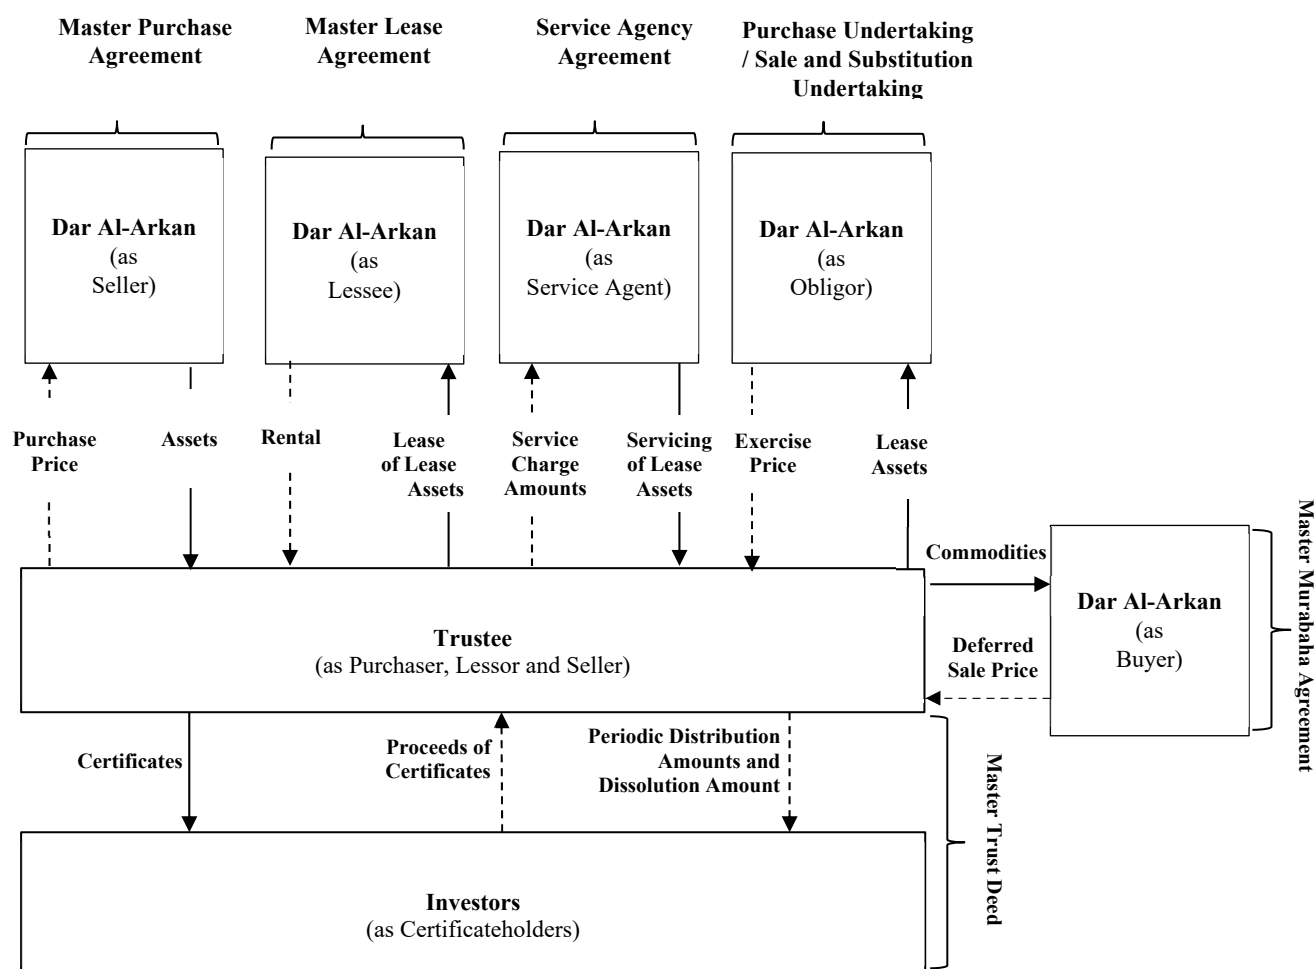 Master Purchase
Agreement
Master Lease
Agreement
Service Agency
Agreement
Purchase Undertaking
/ Sale and Substitution
Undertaking
Dar Al-Arkan
(as
Seller)
Dar Al-Arkan
(as
Lessee)
Dar Al-Arkan
(as
Service Agent)
Dar Al-Arkan
(as
Obligor)
Purchase
Price
Assets
Rental
Lease
of Lease
Assets
Service
Charge
Amounts
Servicing
of Lease
Assets
Exercise
Price
Lease
Assets
Commodities
Deferred
Sale Price
Dar Al-Arkan
(as
Buyer)
Master Murabaha Agreement
Trustee
(as Purchaser, Lessor and Seller)
Certificates
Proceeds of
Certificates
Periodic Distribution
Amounts and
Dissolution Amount
Master Trust Deed
Investors
(as Certificateholders)